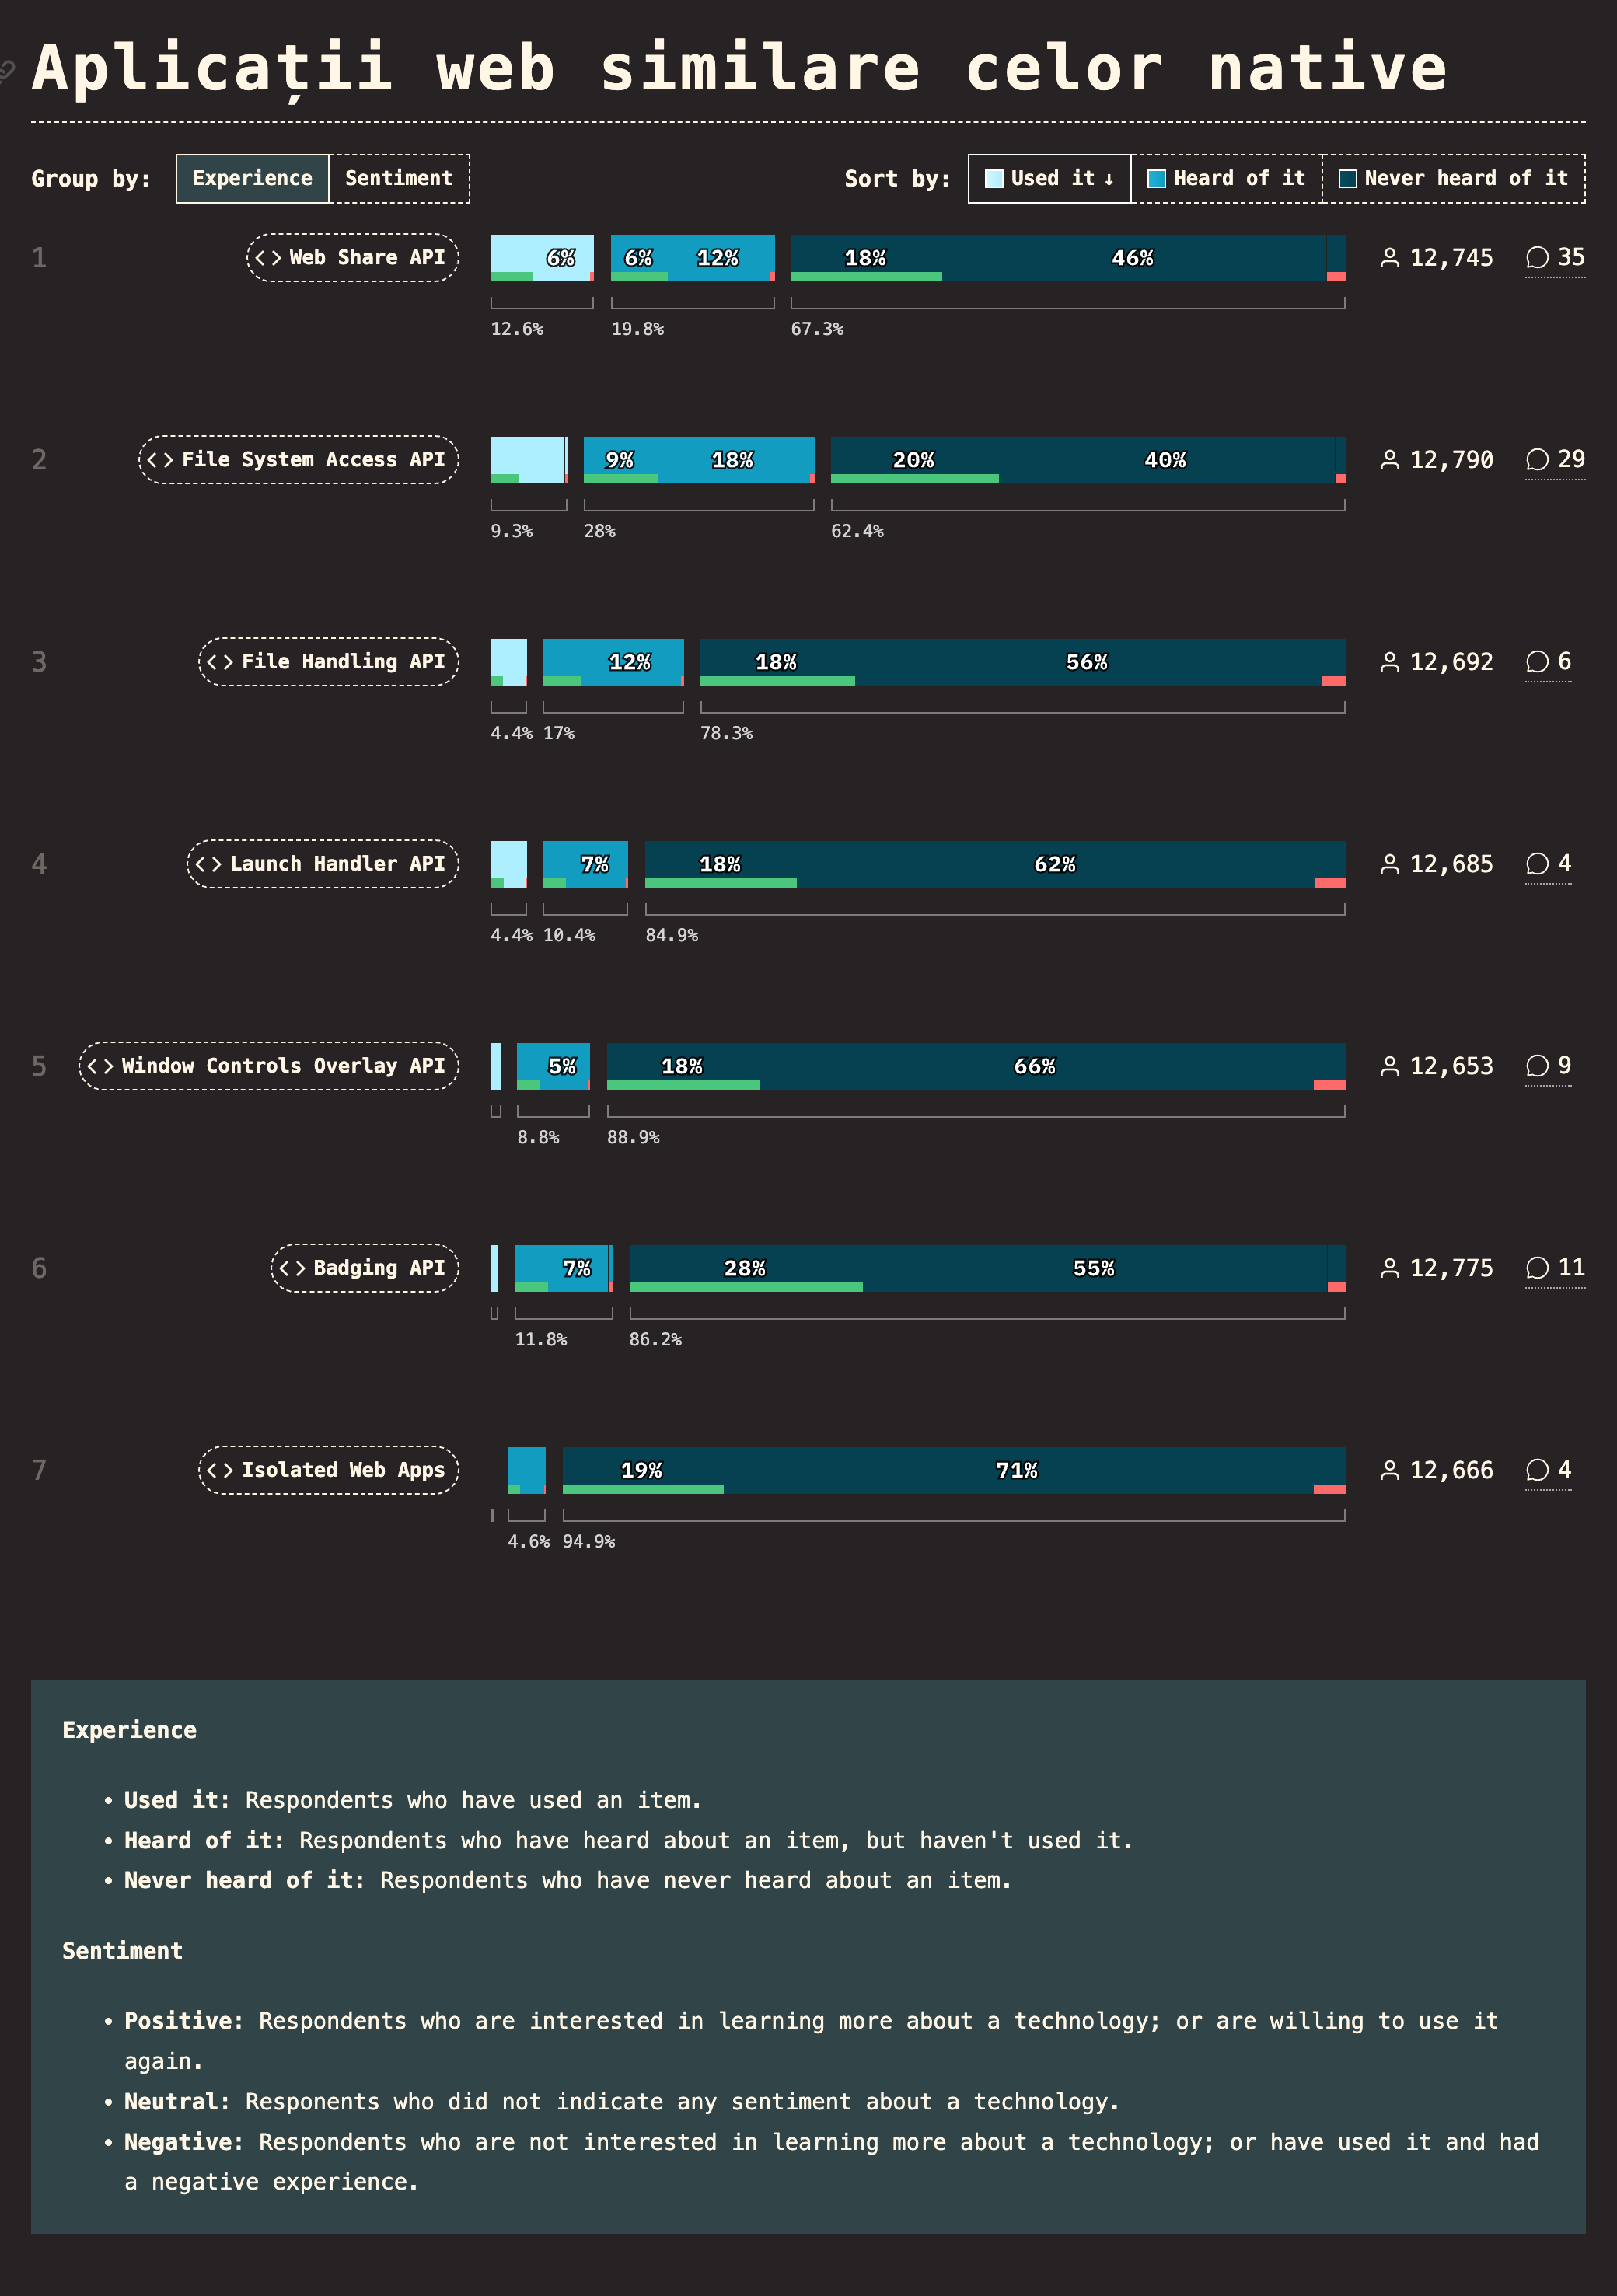 Aplicații web similare celor native
Group by: Experience Sentiment Sort by: Used it ↓ Heard of it Never heard of it
1 <> Web Share API 6% 6% 12% 18% 46% 12,745 35
12.6% 19.8% 67.3%
2 <> File System Access API 9% 18% 20% 40% 12,790 29
9.3% 28% 62.4%
3 <> File Handling API 12% 18% 56% 12,692 6
4.4% 17% 78.3%
4 <> Launch Handler API 7% 18% 62% 12,685 4
4.4% 10.4% 84.9%
5 <> Window Controls Overlay API 5% 18% 66% 12,653 9
8.8% 88.9%
6 <> Badging API 7% 28% 55% 12,775 11
11.8% 86.2%
7 <> Isolated Web Apps 19% 71% 12,666 4
4.6% 94.9%
Experience
• Used it: Respondents who have used an item.
• Heard of it: Respondents who have heard about an item, but haven't used it.
• Never heard of it: Respondents who have never heard about an item.
Sentiment
• Positive: Respondents who are interested in learning more about a technology; or are willing to use it
again.
• Neutral: Responents who did not indicate any sentiment about a technology.
• Negative: Respondents who are not interested in learning more about a technology; or have used it and had
a negative experience.